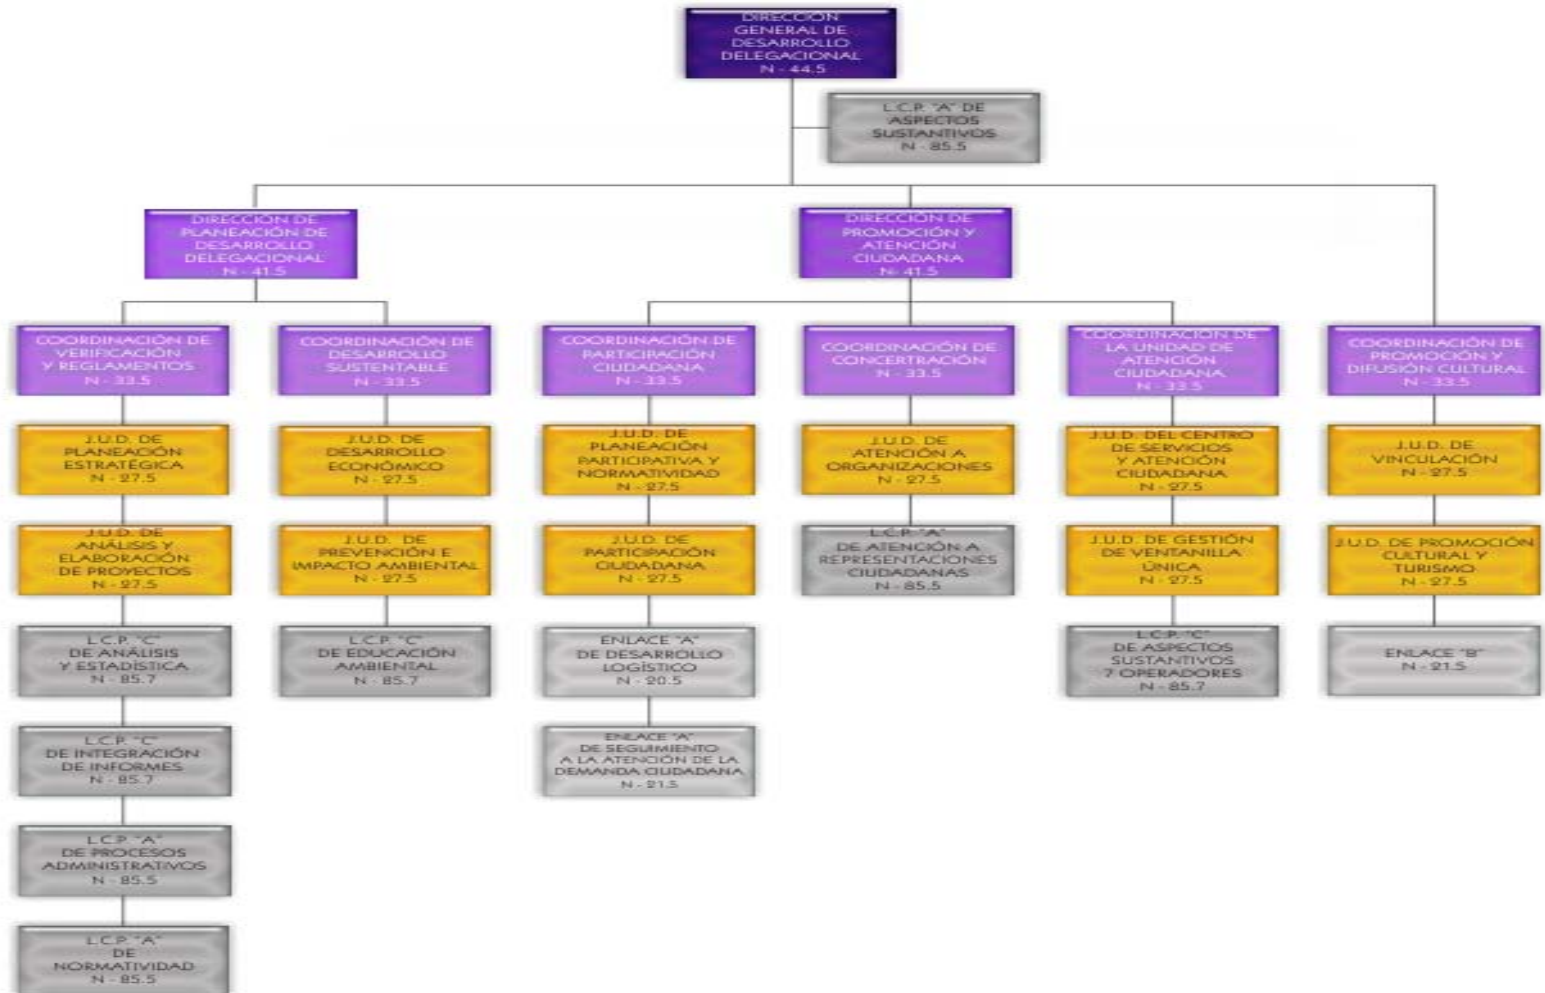 DIRECCIÓN
GENERAL DE
DESARROLLO
DELEGACIONAL
N - 44.5
L.C.P. "A" DE
ASPECTOS
SUSTANTIVOS
N - 85.5
DIRECCIÓN DE
PLANEACIÓN DE
DESARROLLO
DELEGACIONAL
N - 41.5
DIRECCIÓN DE
PROMOCIÓN Y
ATENCIÓN
CIUDADANA
N- 41.5
COORDINACIÓN DE
VERIFICACIÓN
Y REGLAMENTOS
N - 33.5
COORDINACIÓN DE
DESARROLLO
SUSTENTABLE
N - 33.5
COORDINACIÓN DE
PARTICIPACIÓN
CIUDADANA
N - 33.5
COORDINACIÓN DE
CONCERTRACIÓN
N - 33.5
COORDINACIÓN DE
LA UNIDAD DE
ATENCIÓN
CIUDADANA
N - 33.5
COORDINACIÓN DE
PROMOCIÓN Y
DIFUSIÓN CULTURAL
N - 33.5
J.U.D. DE
PLANEACIÓN
ESTRATÉGICA
N - 27.5
J.U.D. DE
DESARROLLO
ECONÓMICO
N - 27.5
J.U.D. DE
PLANEACIÓN
PARTICIPATIVA Y
NORMATIVIDAD
N - 27.5
J.U.D. DE
ATENCIÓN A
ORGANIZACIONES
N - 27.5
J.U.D. DEL CENTRO
DE SERVICIOS
Y ATENCIÓN
CIUDADANA
N - 27.5
J.U.D. DE
VINCULACIÓN
N - 27.5
J.U.D. DE
ANÁLISIS Y
ELABORACIÓN
DE PROYECTOS
N - 27.5
J.U.D. DE
PREVENCIÓN E
IMPACTO AMBIENTAL
N - 27.5
J.U.D. DE
PARTICIPACIÓN
CIUDADANA
N - 27.5
L.C.P. "A"
DE ATENCIÓN A
REPRESENTACIONES
CIUDADANAS
N - 85.5
J.U.D. DE GESTIÓN
DE VENTANILLA
ÚNICA
N - 27.5
J.U.D. DE PROMOCIÓN
CULTURAL Y
TURISMO
N - 27.5
L.C.P. "C"
DE ANÁLISIS
Y ESTADÍSTICA
N - 85.7
L.C.P. "C"
DE EDUCACIÓN
AMBIENTAL
N - 85.7
ENLACE "A"
DE DESARROLLO
LOGÍSTICO
N - 20.5
L.C.P. "C"
DE ASPECTOS
SUSTANTIVOS
7 OPERADORES
N - 85.7
ENLACE "B"
N - 21.5
L.C.P. "C"
DE INTEGRACIÓN
DE INFORMES
N - 85.7
ENLACE "A"
DE SEGUIMIENTO
A LA ATENCIÓN DE LA
DEMANDA CIUDADANA
N - 21.5
L.C.P. "A"
DE PROCESOS
ADMINISTRATIVOS
N - 85.5
L.C.P. "A"
DE
NORMATIVIDAD
N - 85.5